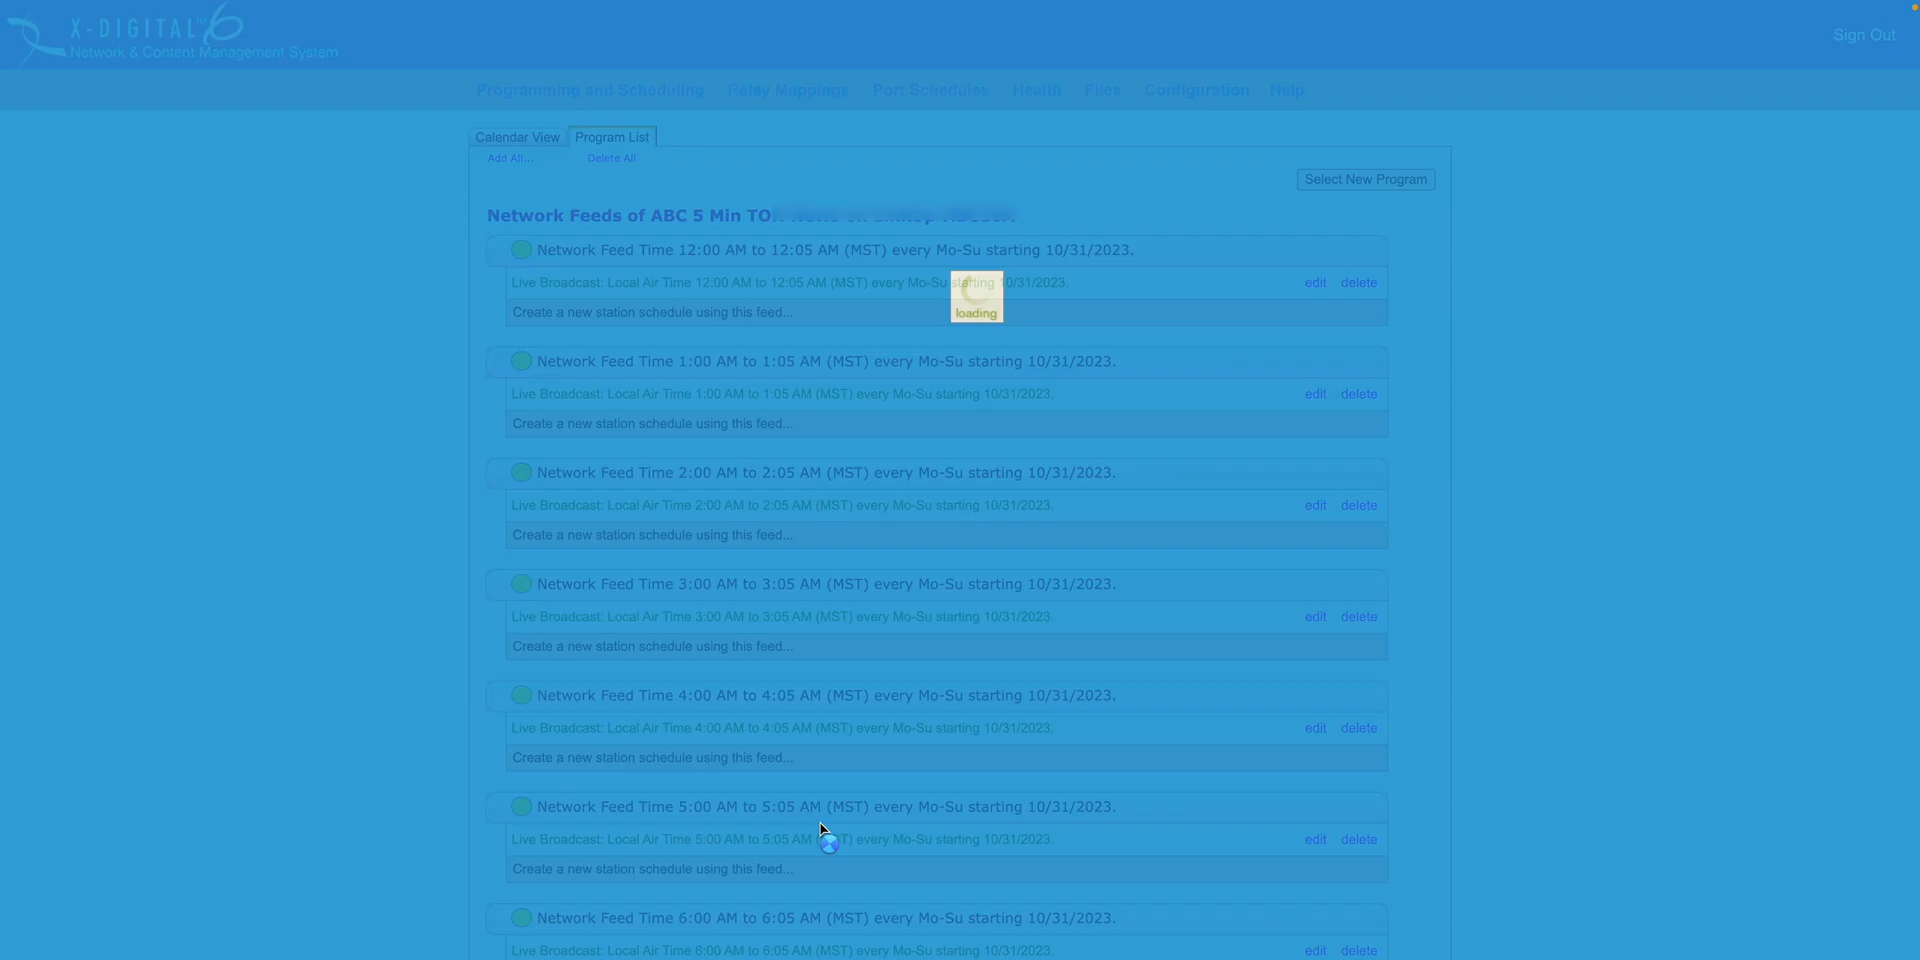 X-DIGITAL 6
Network & Content Management System
Sign Out
Programming and Scheduling Relay Mappings Port Schedules Health Files Configuration Help
Calendar View Program List
Add All... Delete All
Select New Program
Network Feeds of ABC 5 Min
Network Feed Time 12:00 AM to 12:05 AM (MST) every Mo-Su starting 10/31/2023.
Live Broadcast: Local Air Time 12:00 AM to 12:05 AM (MST) every Mo-Su starting 10/31/2023. edit delete
loading
Create a new station schedule using this feed...
Network Feed Time 1:00 AM to 1:05 AM (MST) every Mo-Su starting 10/31/2023.
Live Broadcast: Local Air Time 1:00 AM to 1:05 AM (MST) every Mo-Su starting 10/31/2023. edit delete
Create a new station schedule using this feed...
Network Feed Time 2:00 AM to 2:05 AM (MST) every Mo-Su starting 10/31/2023.
Live Broadcast: Local Air Time 2:00 AM to 2:05 AM (MST) every Mo-Su starting 10/31/2023. edit delete
Create a new station schedule using this feed...
Network Feed Time 3:00 AM to 3:05 AM (MST) every Mo-Su starting 10/31/2023.
Live Broadcast: Local Air Time 3:00 AM to 3:05 AM (MST) every Mo-Su starting 10/31/2023. edit delete
Create a new station schedule using this feed...
Network Feed Time 4:00 AM to 4:05 AM (MST) every Mo-Su starting 10/31/2023.
Live Broadcast: Local Air Time 4:00 AM to 4:05 AM (MST) every Mo-Su starting 10/31/2023. edit delete
Create a new station schedule using this feed...
Network Feed Time 5:00 AM to 5:05 AM (MST) every Mo-Su starting 10/31/2023.
Live Broadcast: Local Air Time 5:00 AM to 5:05 AM every Mo-Su starting 10/31/2023. edit delete
Create a new station schedule using this feed...
Network Feed Time 6:00 AM to 6:05 AM (MST) every Mo-Su starting 10/31/2023.
Live Broadcast: Local Air Time 6:00 AM to 6:05 AM (MST) every Mo-Su starting 10/31/2023. edit delete